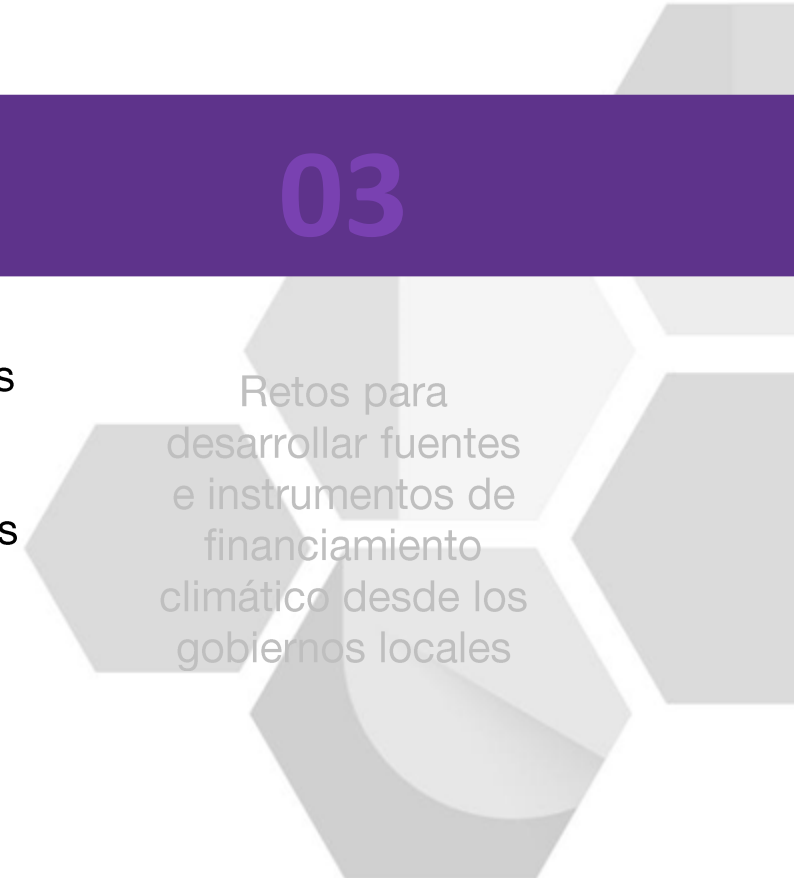 03
s
Retos para
desarrollar fuentes
e instrumentos de
s
financiamiento
climático desde los
gobiernos locales